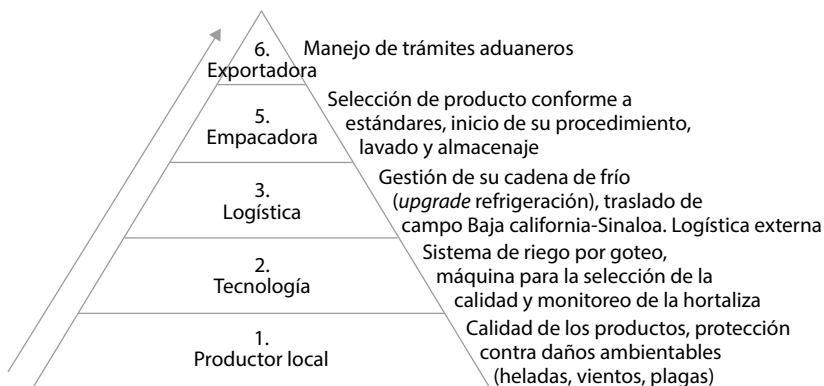 6.
Exportadora
Manejo de trámites aduaneros
5.
Empacadora
Selección de producto conforme a
estándares, inicio de su procedimiento,
lavado y almacenaje
3.
Logística
Gestión de su cadena de frío
(upgrade refrigeración), traslado de
campo Baja california-Sinaloa. Logística externa
2.
Tecnología
Sistema de riego por goteo,
máquina para la selección de la
calidad y monitoreo de la hortaliza
1.
Productor local
Calidad de los productos, protección
contra daños ambientables
(heladas, vientos, plagas)